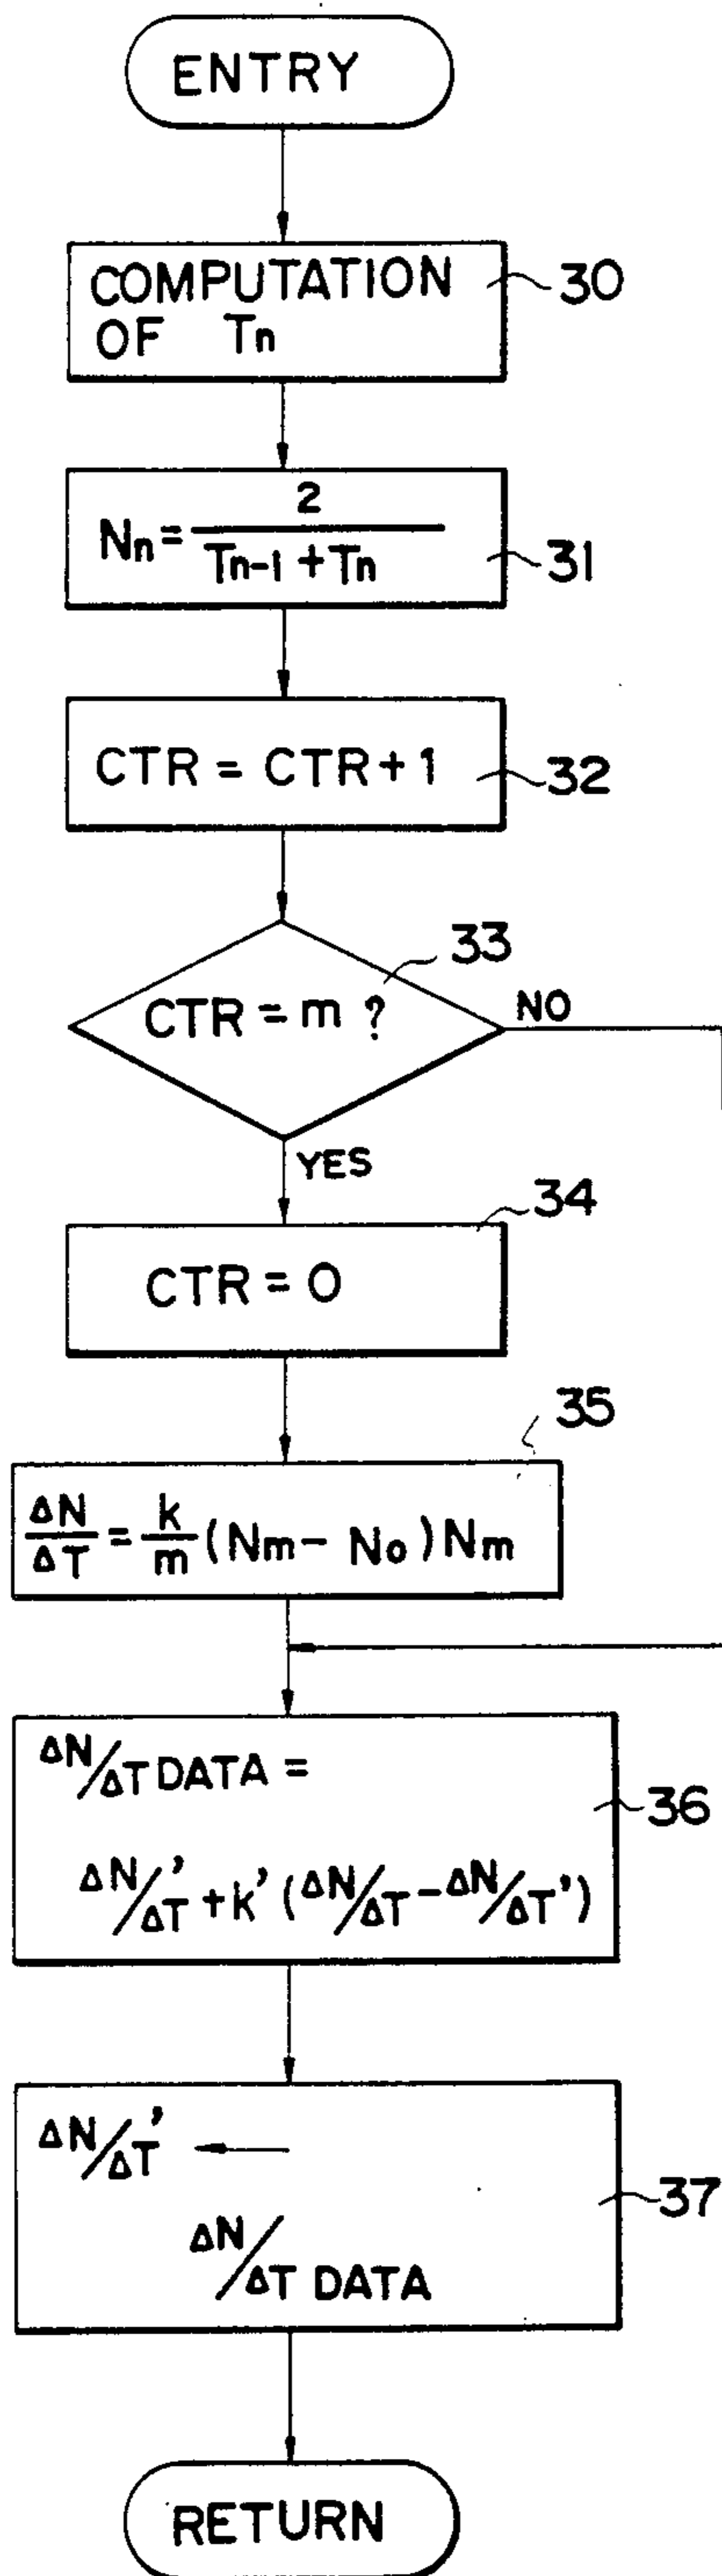 ENTRY
COMPUTATION
OF Tn
30
Nn = 2 / (Tn-1 + Tn)
31
CTR = CTR + 1
32
33
CTR = m ?
NO
YES
34
CTR = 0
35
ΔN/ΔT = k/m (Nm - No) Nm
ΔN/ΔT DATA =
36
ΔN/ΔT' + k' (ΔN/ΔT - ΔN/ΔT')
ΔN/ΔT' ←
37
ΔN/ΔT DATA
RETURN